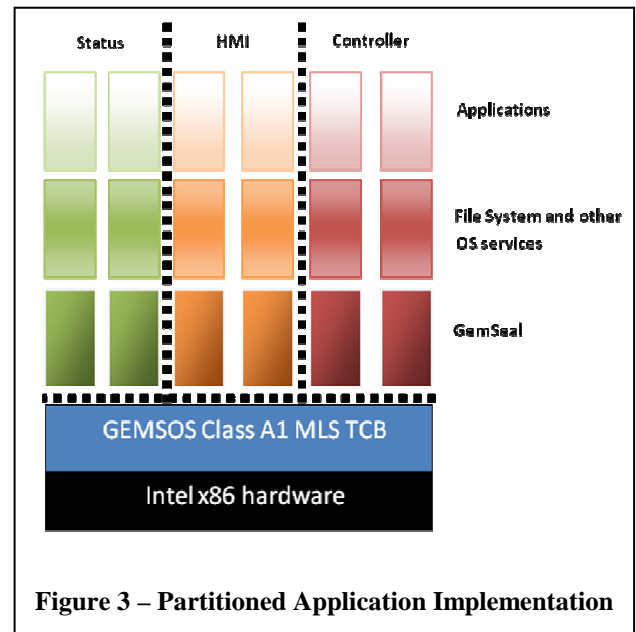 Status HMI Controller
Applications
File System and other
OS services
GemSeal
GEMSOS Class A1 MLS TCB
Intel x86 hardware
Figure 3 – Partitioned Application Implementation